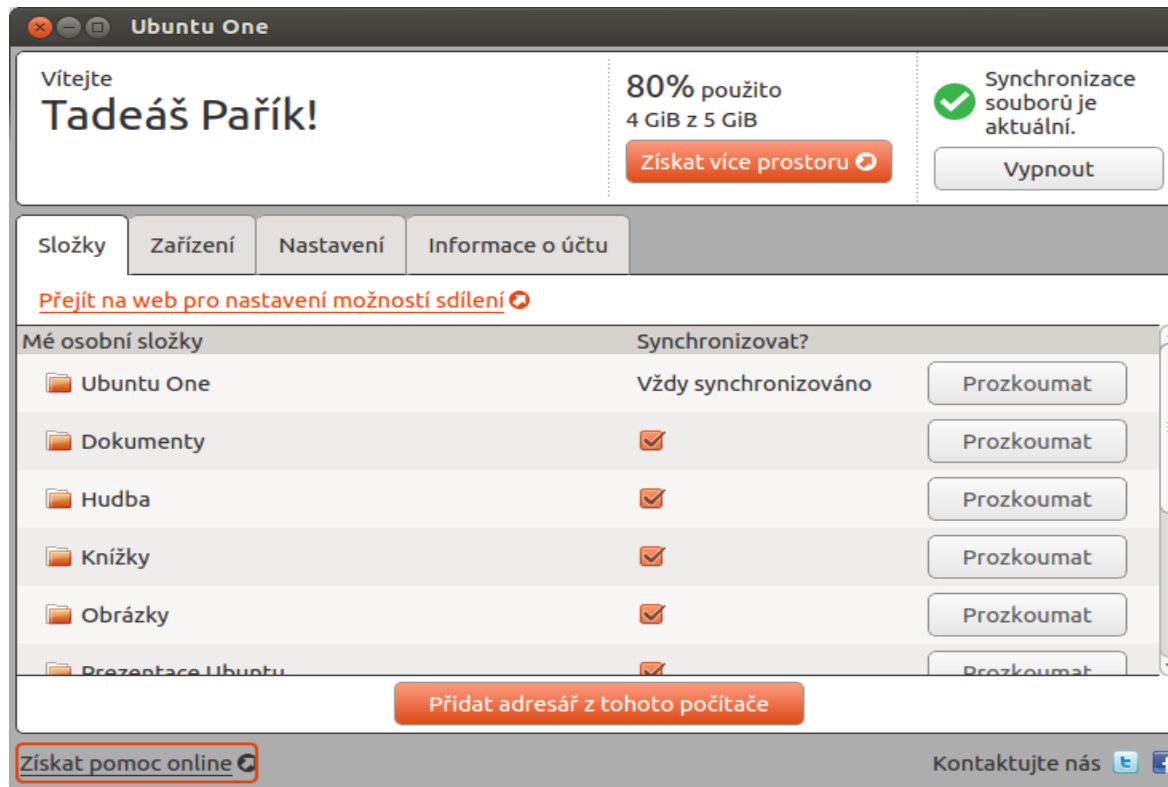 Ubuntu One
Vítejte
Tadeáš Pařík!
80% použito
4 GiB z 5 GiB
Získat více prostoru
Synchronizace
souborů je
aktuální.
Vypnout
Složky Zařízení Nastavení Informace o účtu
Přejít na web pro nastavení možností sdílení
Mé osobní složky Synchronizovat?
Ubuntu One Vždy synchronizováno Prozkoumat
Dokumenty Prozkoumat
Hudba Prozkoumat
Knížky Prozkoumat
Obrázky Prozkoumat
Prezentace Ubuntu Prozkoumat
Přidat adresář z tohoto počítače
Získat pomoc online Kontaktujte nás